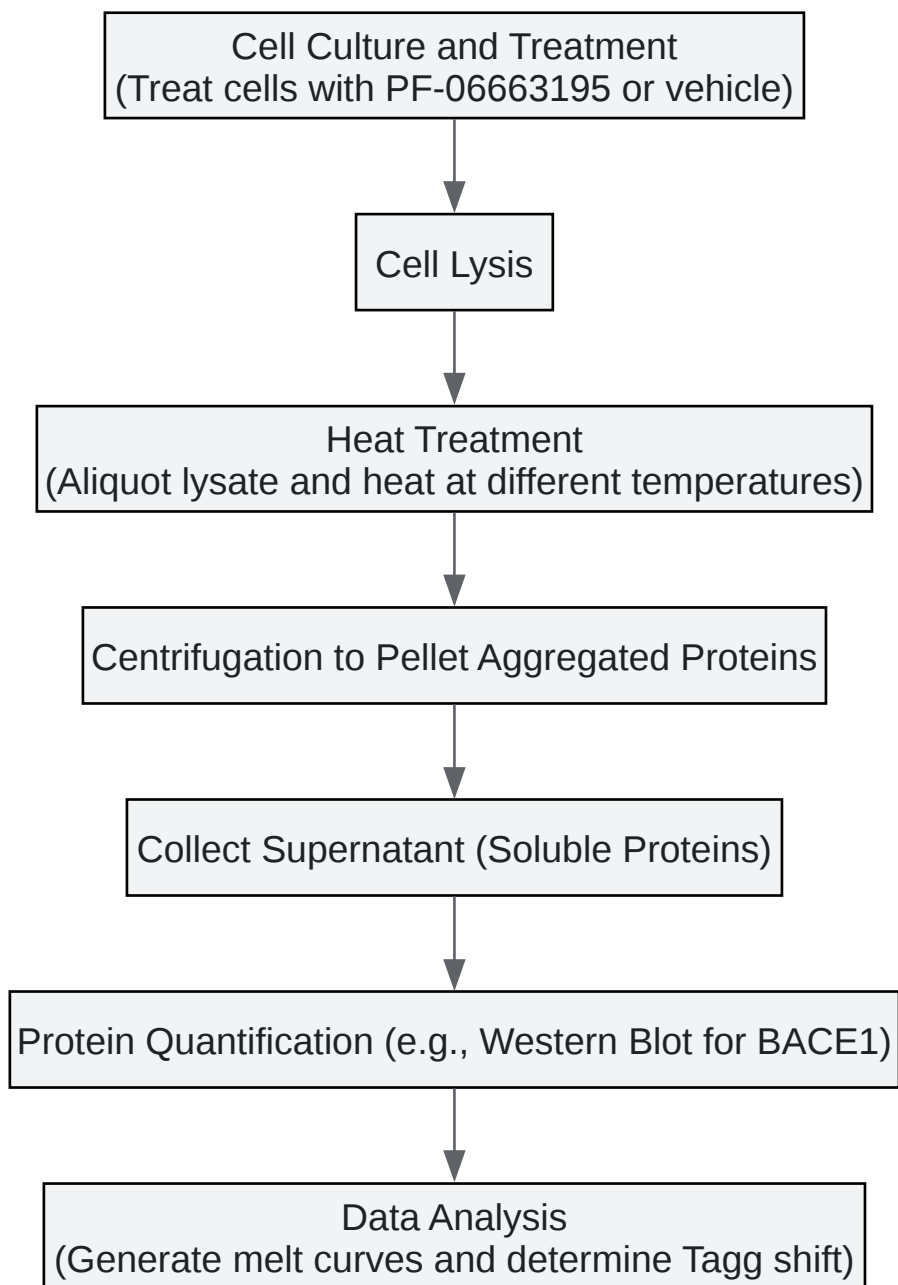 Cell Culture and Treatment
(Treat cells with PF-06663195 or vehicle)
Cell Lysis
Heat Treatment
(Aliquot lysate and heat at different temperatures)
Centrifugation to Pellet Aggregated Proteins
Collect Supernatant (Soluble Proteins)
Protein Quantification (e.g., Western Blot for BACE1)
Data Analysis
(Generate melt curves and determine Tagg shift)